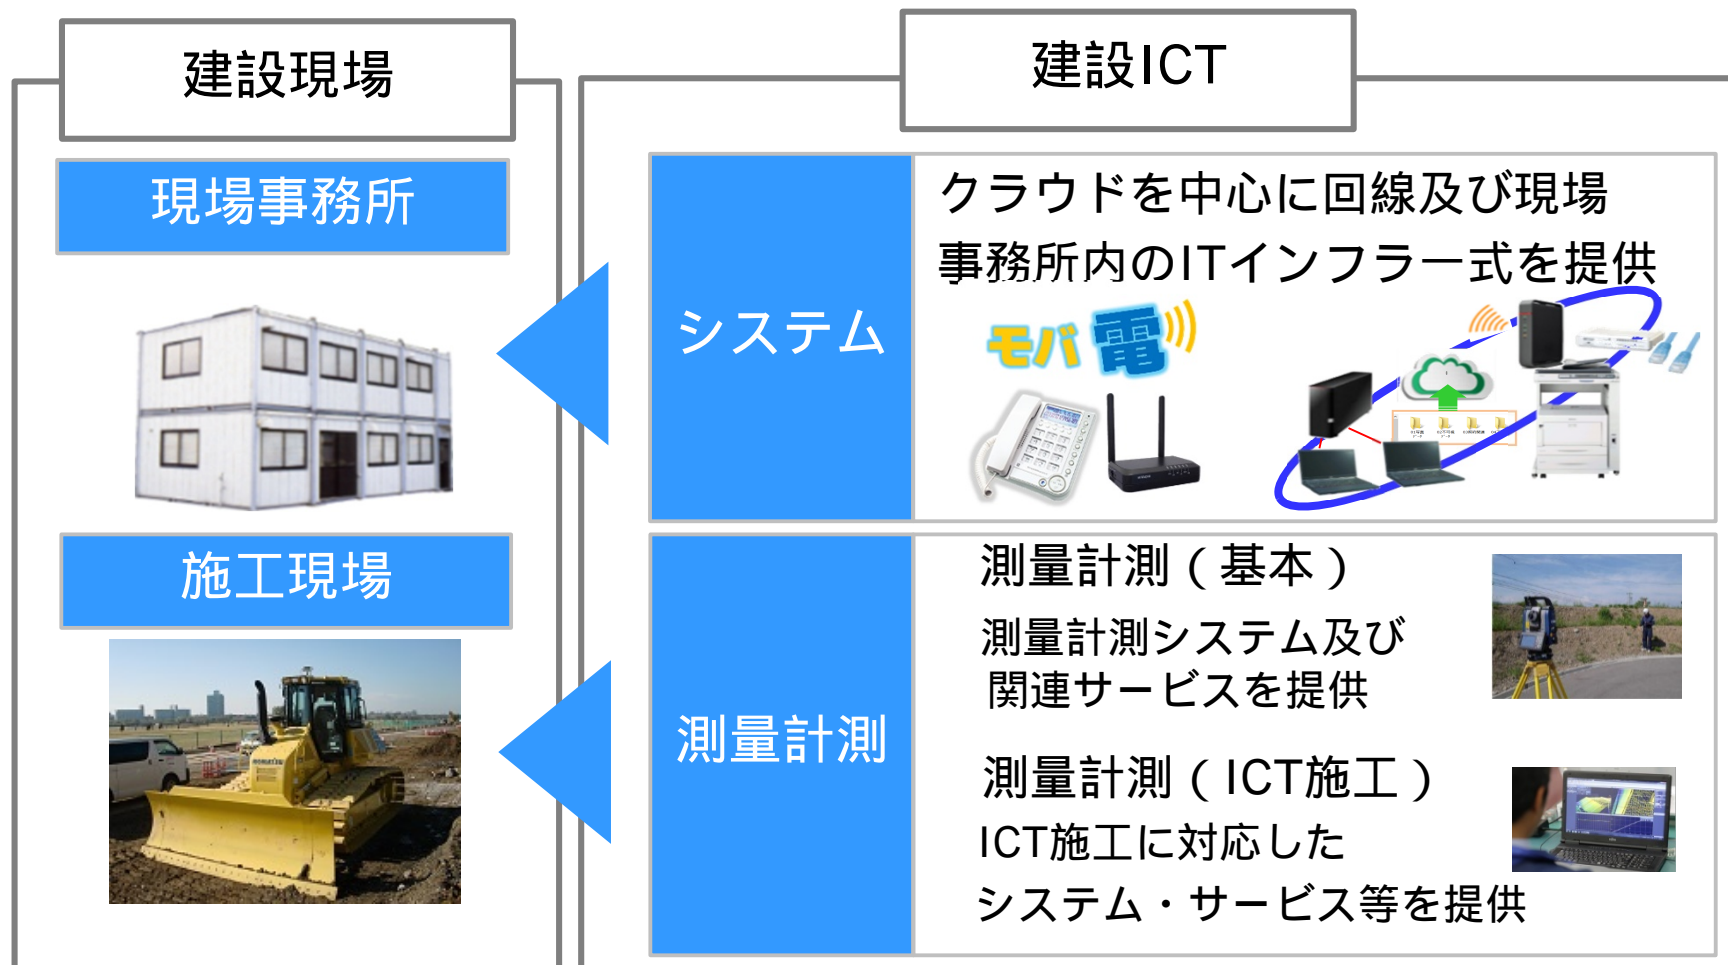 建設現場
現場事務所
施工現場
建設ICT
システム
クラウドを中心に回線及び現場
事務所内のITインフラ一式を提供
モバ電
測量計測
測量計測（基本）
測量計測システム及び
関連サービスを提供
測量計測（ICT施工）
ICT施工に対応した
システム・サービス等を提供